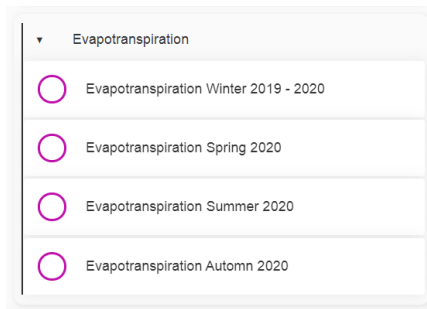 Evapotranspiration
Evapotranspiration Winter 2019 - 2020
Evapotranspiration Spring 2020
Evapotranspiration Summer 2020
Evapotranspiration Automn 2020